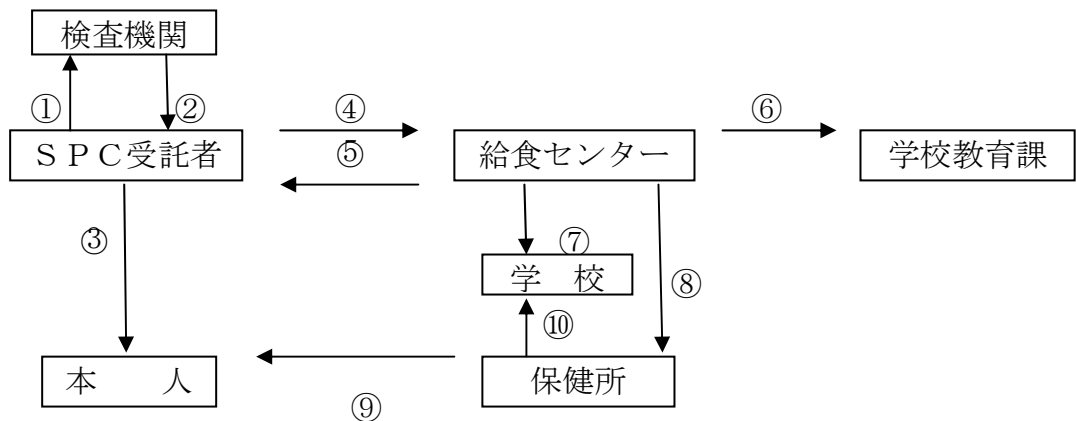 検査機関
① ②
ＳＰＣ受託者
④
⑤
給食センター
⑥
学校教育課
③
⑦
学　校
⑧
⑩
本　　人
保健所
⑨